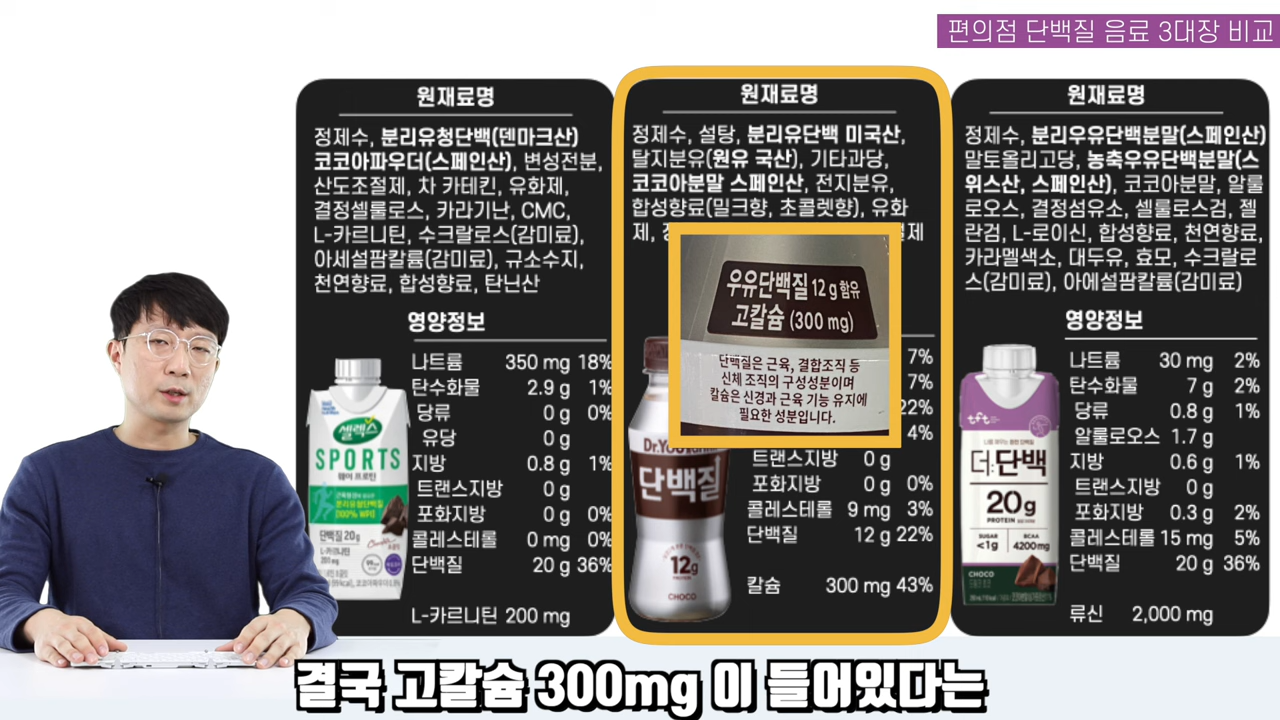 편의점 단백질 음료 3대장 비교
원재료명
정제수, 분리유청단백(덴마크산)
코코아파우더(스페인산), 변성전분,
산도조절제, 차 카테킨, 유화제,
결정셀룰로스, 카라기난, CMC,
L-카르니틴, 수크랄로스(감미료),
아세설팜칼륨(감미료), 규소수지,
천연향료, 합성향료, 탄닌산
영양정보
나트륨 350 mg 18%
탄수화물 2.9 g 1%
당류 0 g 0%
유당 0 g
지방 0.8 g 1%
트랜스지방 0 g
포화지방 0 g 0%
콜레스테롤 0 mg 0%
단백질 20 g 36%
L-카르니틴 200 mg
셀렉스
SPORTS
웨이 프로틴
단백질 20g
원재료명
정제수, 설탕, 분리유단백 미국산,
탈지분유(원유 국산), 기타과당,
코코아분말 스페인산, 전지분유,
합성향료(밀크향, 초콜렛향), 유화
제,
우유단백질 12 g 함유
고칼슘 (300 mg)
단백질은 근육, 결합조직 등
신체 조직의 구성성분이며
칼슘은 신경과 근육 기능 유지에
필요한 성분입니다.
7%
7%
22%
4%
트랜스지방 0 g
포화지방 0 g 0%
콜레스테롤 9 mg 3%
단백질 12 g 22%
칼슘 300 mg 43%
Dr.You
단백질
12g
PROTEIN
CHOCO
원재료명
정제수, 분리우유단백분말(스페인산)
말토올리고당, 농축우유단백분말(스
위스산, 스페인산), 코코아분말, 알룰
로오스, 결정섬유소, 셀룰로스검, 젤
란검, L-로이신, 합성향료, 천연향료,
카라멜색소, 대두유, 효모, 수크랄로
스(감미료), 아에설팜칼륨(감미료)
영양정보
나트륨 30 mg 2%
탄수화물 7 g 2%
당류 0.8 g 1%
알룰로오스 1.7 g
지방 0.6 g 1%
트랜스지방 0 g
포화지방 0.3 g 2%
콜레스테롤 15 mg 5%
단백질 20 g 36%
류신 2,000 mg
tft
더:단백
20g
PROTEIN
SUGAR
<1g
BCAA
4200mg
CHOCO
결국 고칼슘 300mg 이 들어있다는